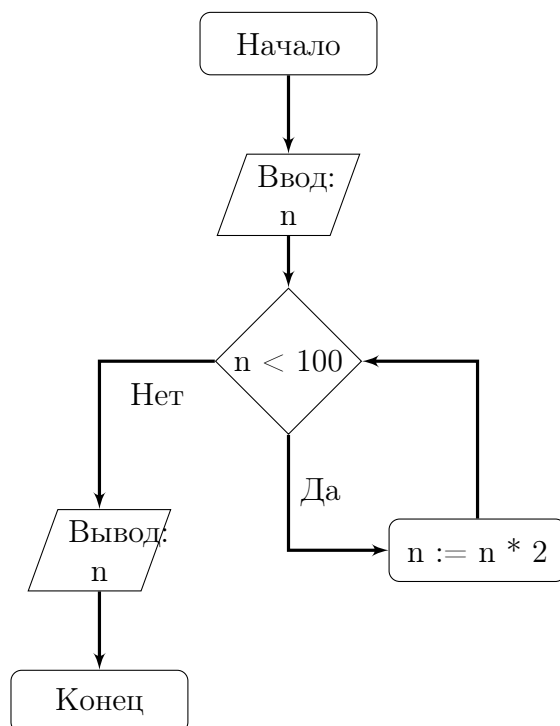 Начало
Ввод:
n
n < 100
Нет
Да
Вывод:
n
n := n * 2
Конец